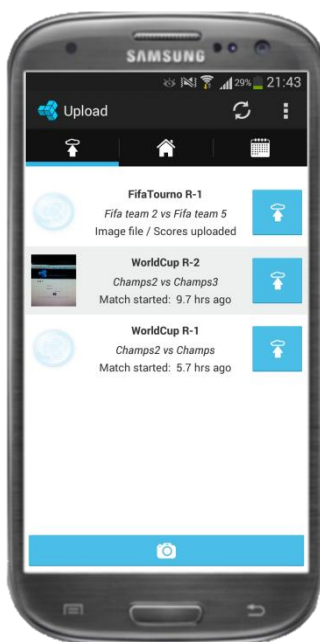 SAMSUNG
29% 21:43
Upload
FifaTourno R-1
Fifa team 2 vs Fifa team 5
Image file / Scores uploaded
WorldCup R-2
Champs2 vs Champs3
Match started: 9.7 hrs ago
WorldCup R-1
Champs2 vs Champs
Match started: 5.7 hrs ago